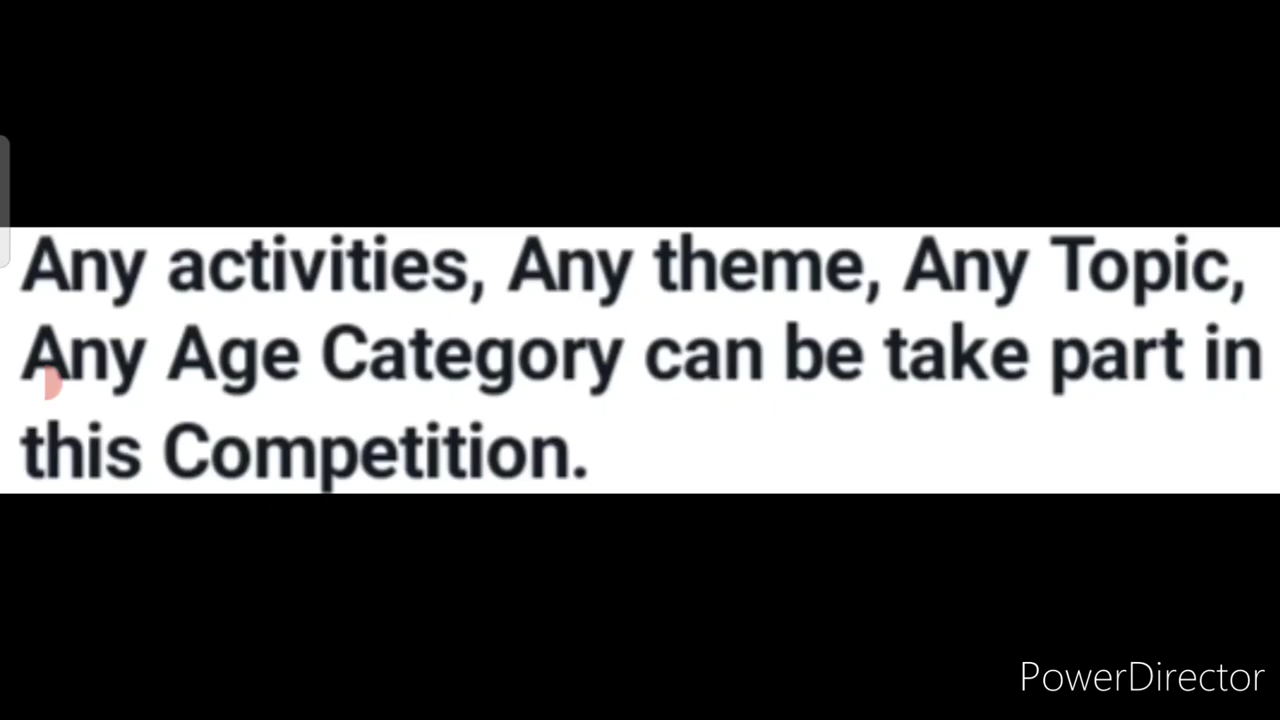 Any activities, Any theme, Any Topic,
Any Age Category can be take part in
this Competition.
PowerDirector